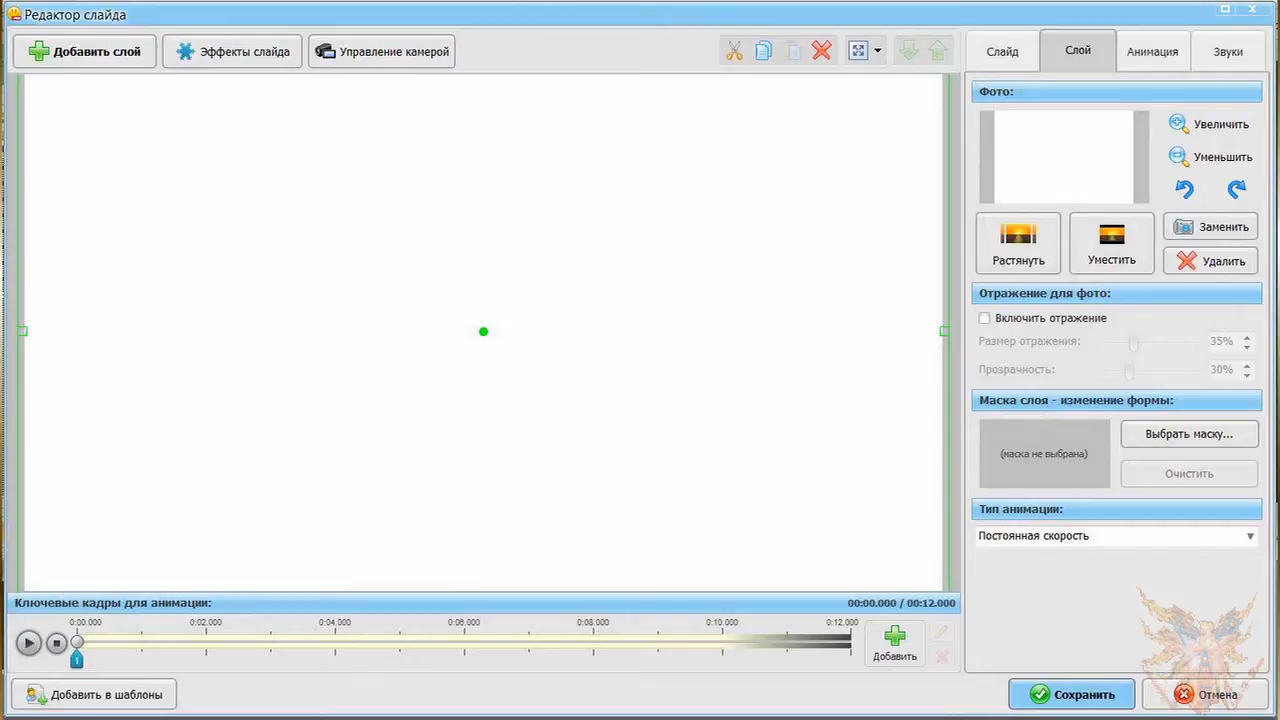 Редактор слайда
Добавить слой
Эффекты слайда
Управление камерой
Слайд
Слой
Анимация
Звуки
Фото:
Увеличить
Уменьшить
Растянуть
Уместить
Заменить
Удалить
Отражение для фото:
Включить отражение
Размер отражения:
35%
Прозрачность:
30%
Маска слоя - изменение формы:
(маска не выбрана)
Выбрать маску...
Очистить
Тип анимации:
Постоянная скорость
Ключевые кадры для анимации:
00:00.000 / 00:12.000
0:00.000
0:02.000
0:04.000
0:06.000
0:08.000
0:10.000
0:12.000
1
Добавить
Добавить в шаблоны
Сохранить
Отмена